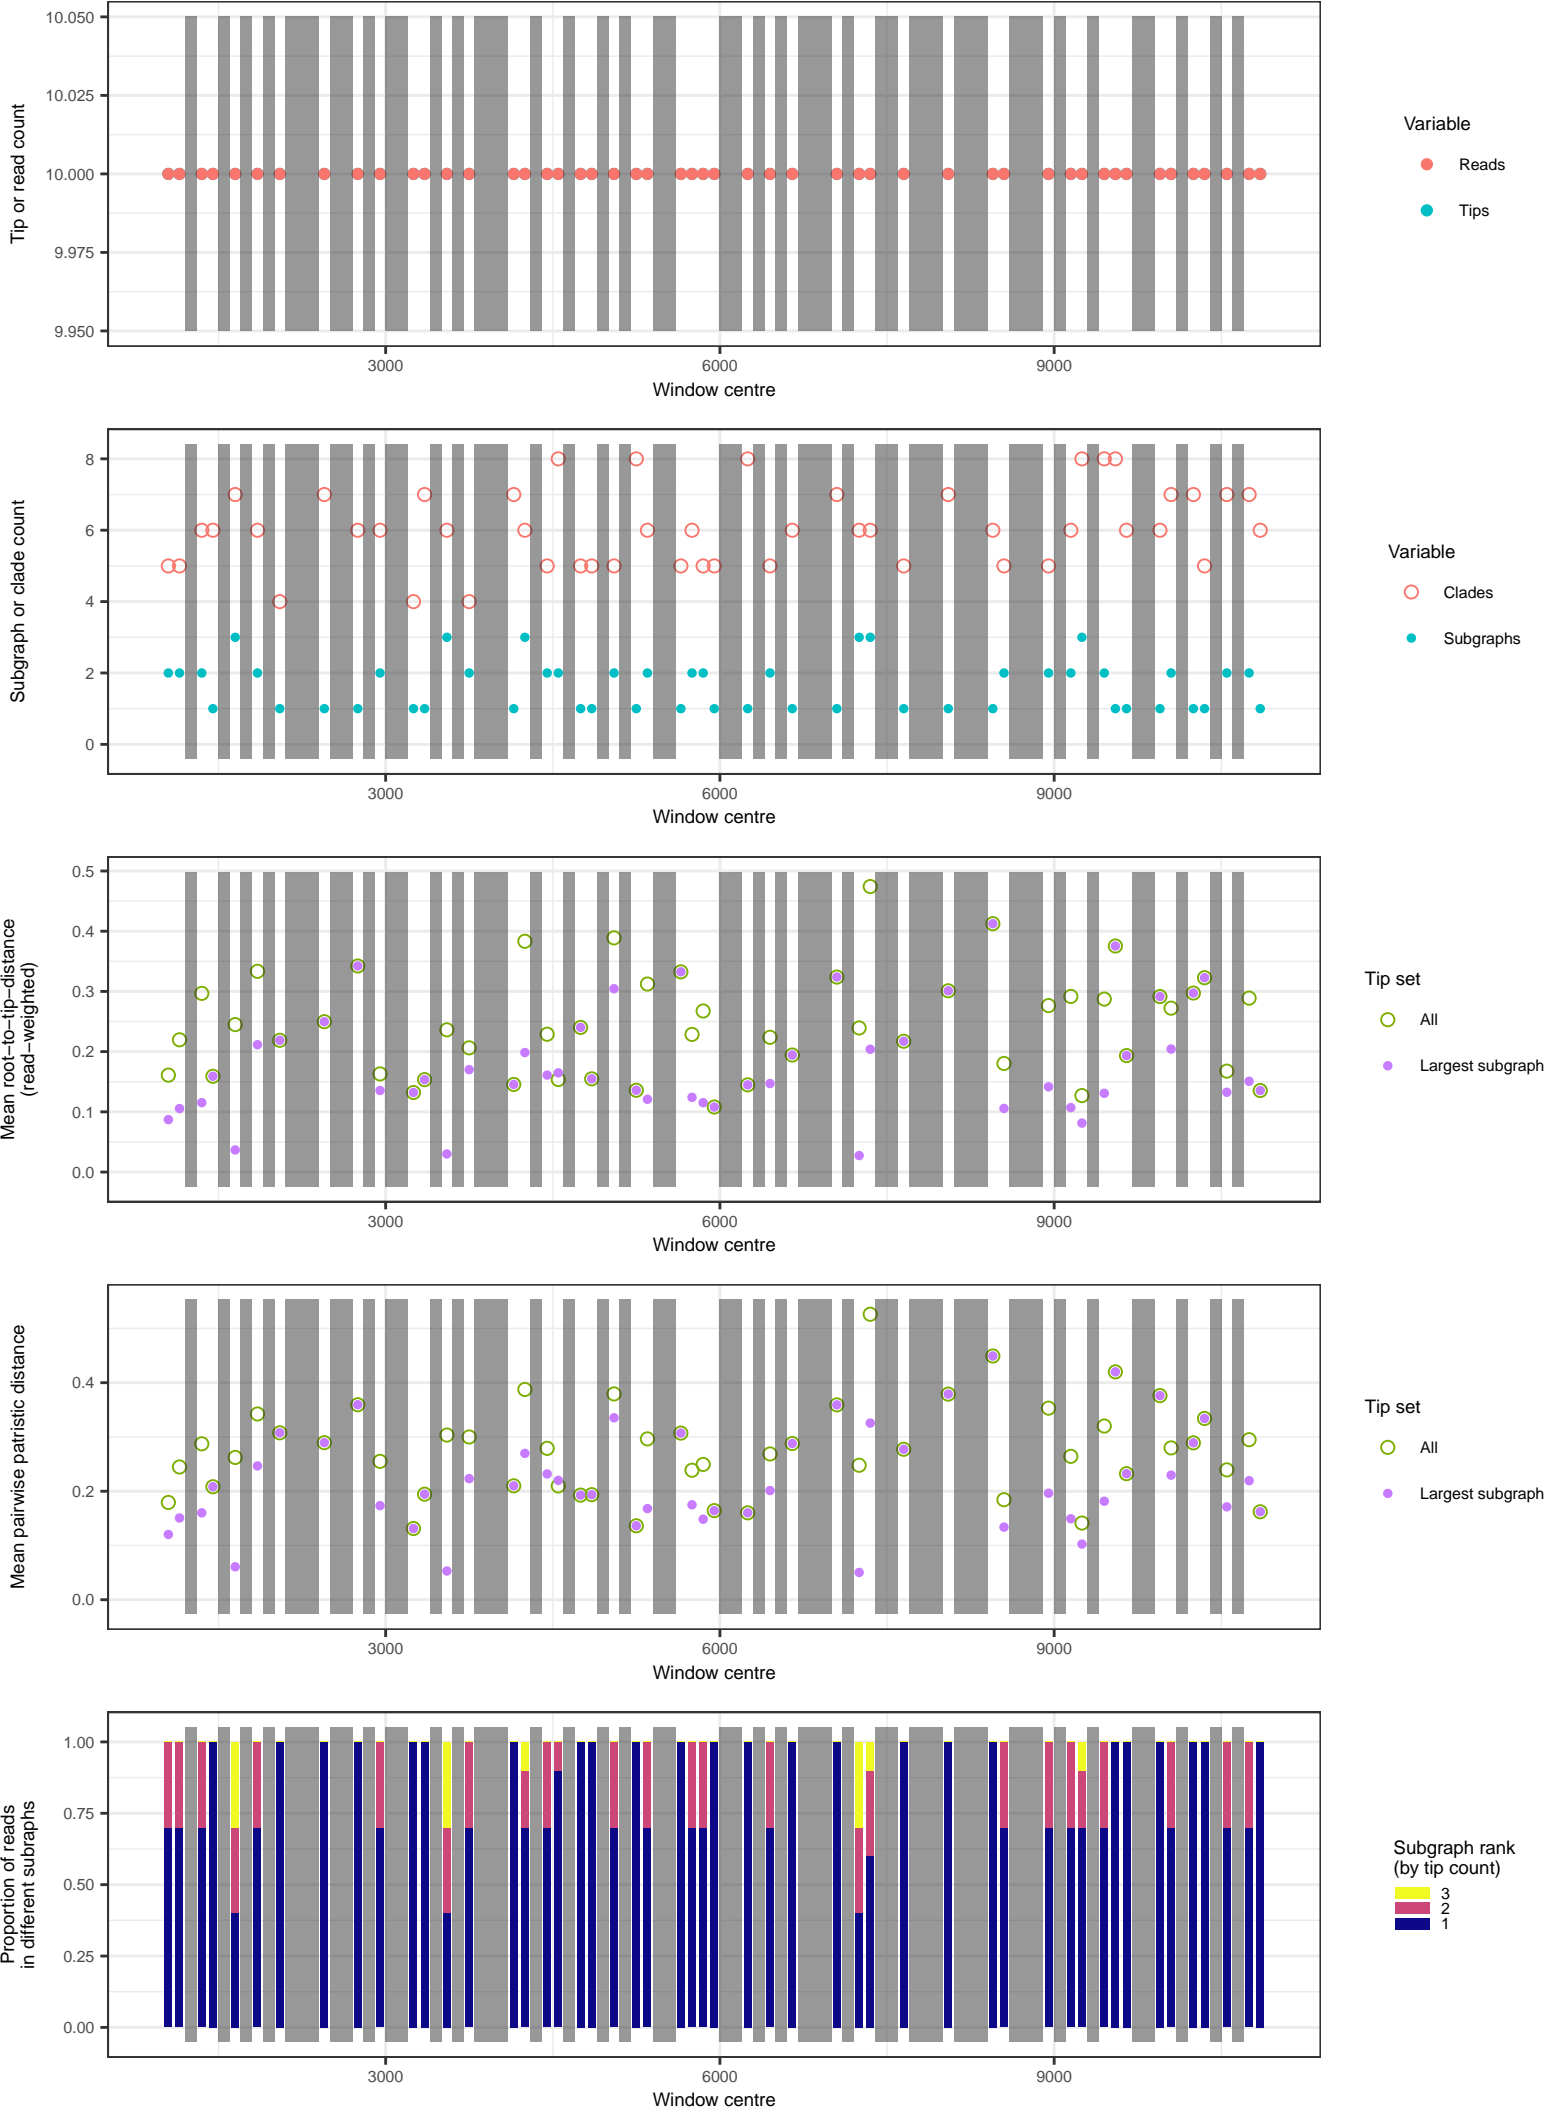 10.050
10.025
10.000
9.975
9.950
Tip or read count
3000
6000
9000
Window centre
Variable
Reads
Tips
8
6
4
2
0
Subgraph or clade count
3000
6000
9000
Window centre
Variable
Clades
Subgraphs
0.5
0.4
0.3
0.2
0.1
0.0
Mean root−to−tip−distance
(read−weighted)
3000
6000
9000
Window centre
Tip set
All
Largest subgraph
0.4
0.2
0.0
Mean pairwise patristic distance
3000
6000
9000
Window centre
Tip set
All
Largest subgraph
1.00
0.75
0.50
0.25
0.00
Proportion of reads
in different subraphs
3000
6000
9000
Window centre
Subgraph rank
(by tip count)
3
2
1